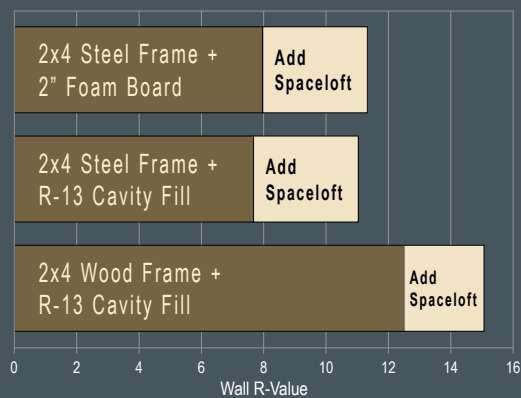 2x4 Steel Frame +
2” Foam Board
Add
Spaceloft
2x4 Steel Frame +
R-13 Cavity Fill
Add
Spaceloft
2x4 Wood Frame +
R-13 Cavity Fill
Add
Spaceloft
0 2 4 6 8 10 12 14 16
Wall R-Value